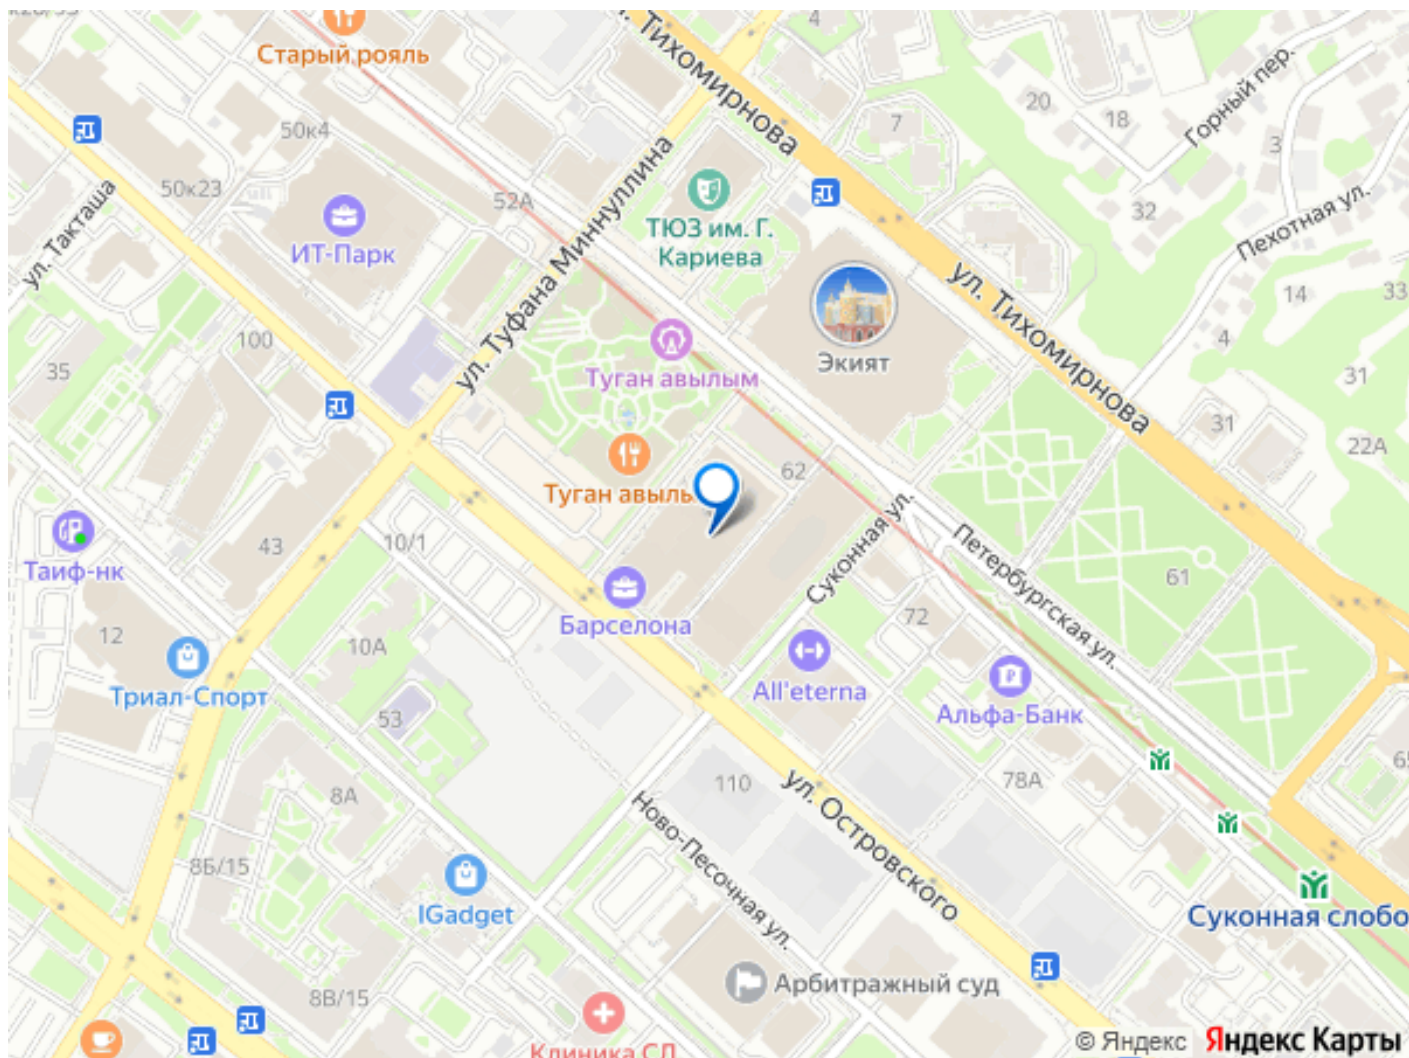 Старый рояль
ул. Тихомирнова
4
50к4
50к23
52А
7
20
18
Горный пер.
3
32
Пехотная ул.
ул. Такташа
ИТ-Парк
ул. Туфана Миннуллина
ТЮЗ им. Г.
Кариева
ул. Тихомирнова
14
33
4
31
100
35
Туган авылым
Экият
31
22А
62
Туган авылы
43
10/1
Суконная ул.
Петербургская ул.
61
Таиф-нк
12
10А
Барселона
72
Триал-Спорт
53
All'eterna
Альфа-Банк
8А
110
78А
65
ул. Островского
Ново-Песочная ул.
8Б/15
IGadget
Суконная слобо
8В/15
Арбитражный суд
Клиника СЛ
© Яндекс Яндекс Карты